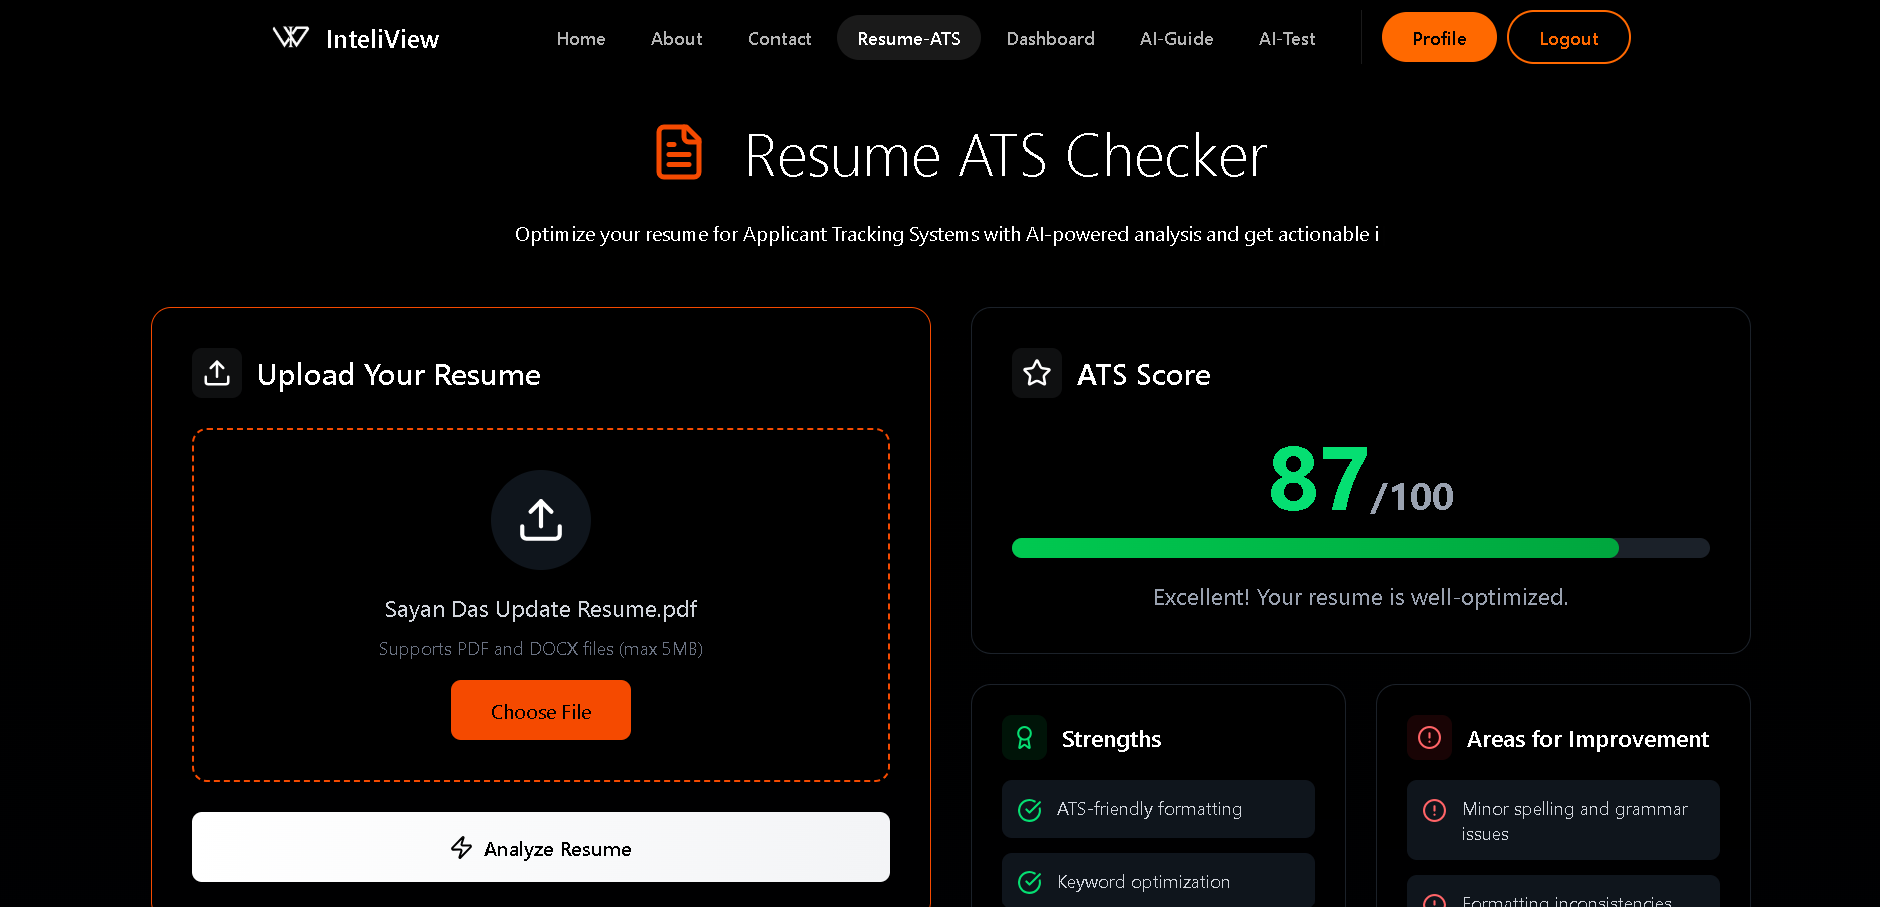 InteliView
Home
About
Contact
Resume-ATS
Dashboard
AI-Guide
AI-Test
Profile
Logout
Resume ATS Checker
Optimize your resume for Applicant Tracking Systems with AI-powered analysis and get actionable i
Upload Your Resume
Sayan Das Update Resume.pdf
Supports PDF and DOCX files (max 5MB)
Choose File
Analyze Resume
ATS Score
87/100
Excellent! Your resume is well-optimized.
Strengths
ATS-friendly formatting
Keyword optimization
Areas for Improvement
Minor spelling and grammar
issues
Formatting inconsistencies